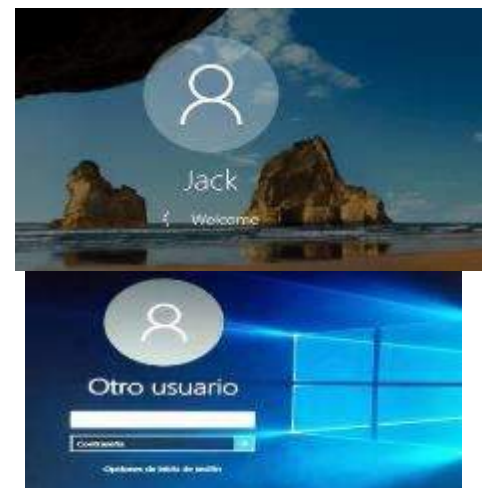 Jack
Welcome
Otro usuario
Contraseña
Opciones de inicio de sesión